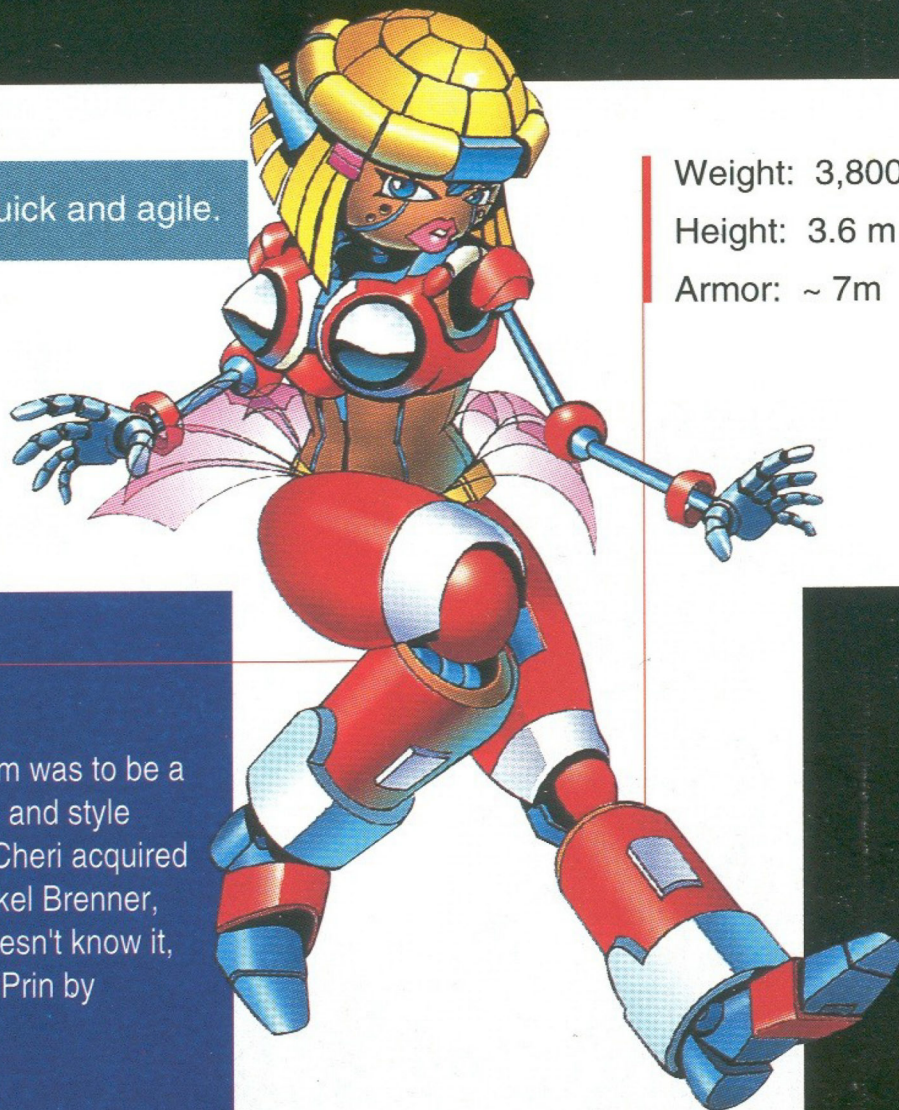 uick and agile.
Weight: 3,800
Height: 3.6 m
Armor: ~ 7m
m was to be a
and style
Cheri acquired
kel Brenner,
esn't know it,
Prin by